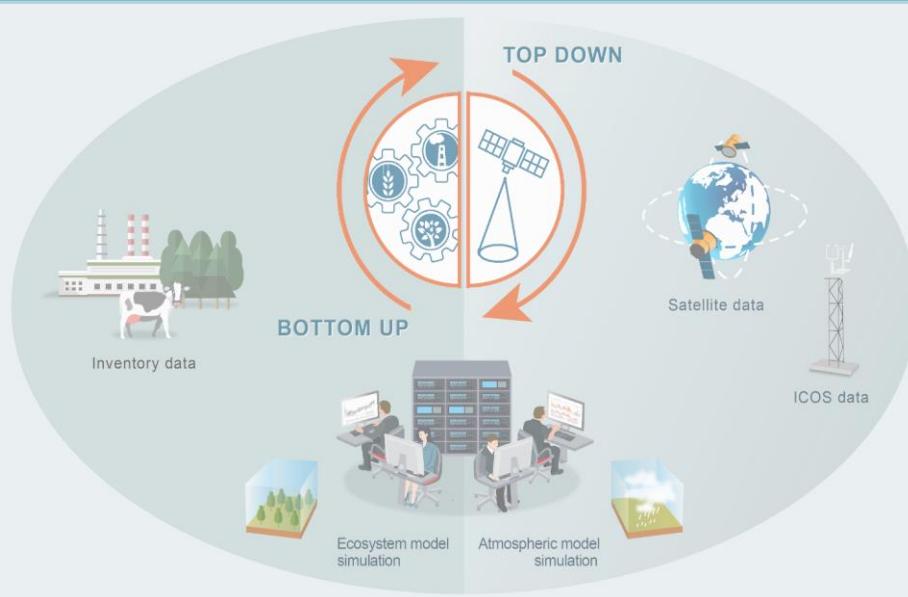 TOP DOWN
BOTTOM UP
Inventory data
Satellite data
ICOS data
Ecosystem model
simulation
Atmospheric model
simulation